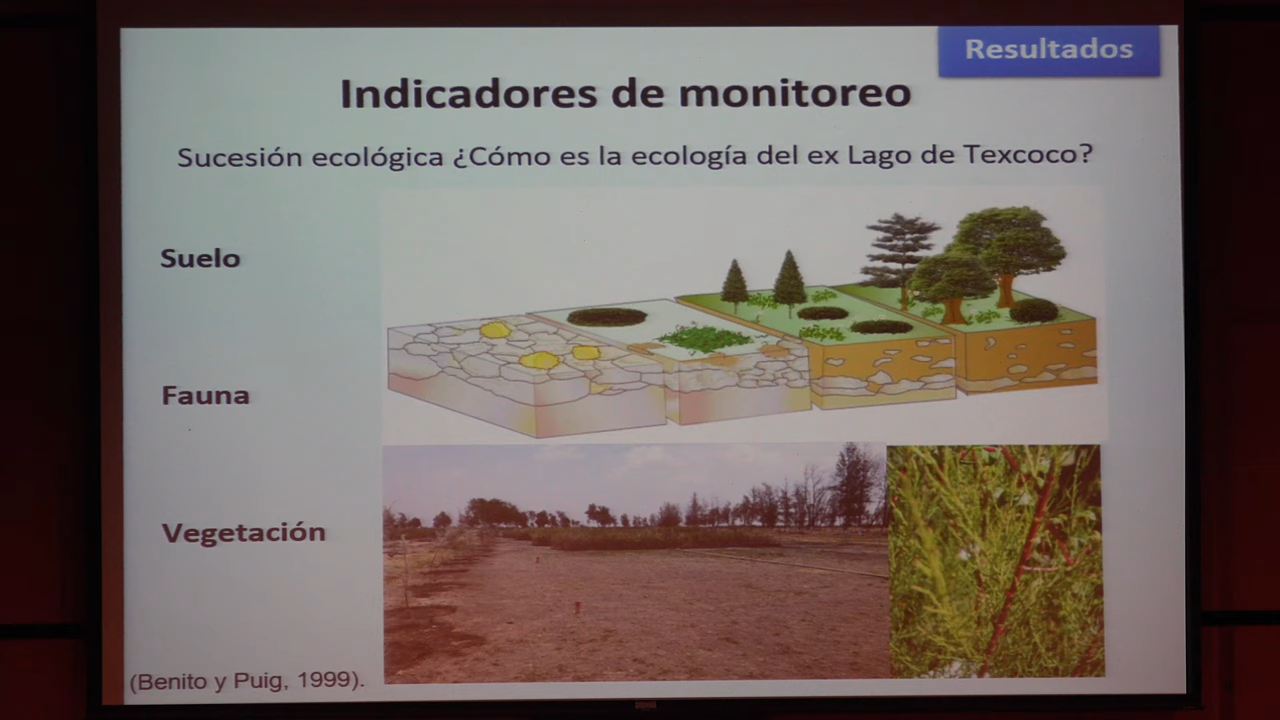 Resultados
Indicadores de monitoreo
Sucesión ecológica ¿Cómo es la ecología del ex Lago de Texcoco?
Suelo
Fauna
Vegetación
(Benito y Puig, 1999).